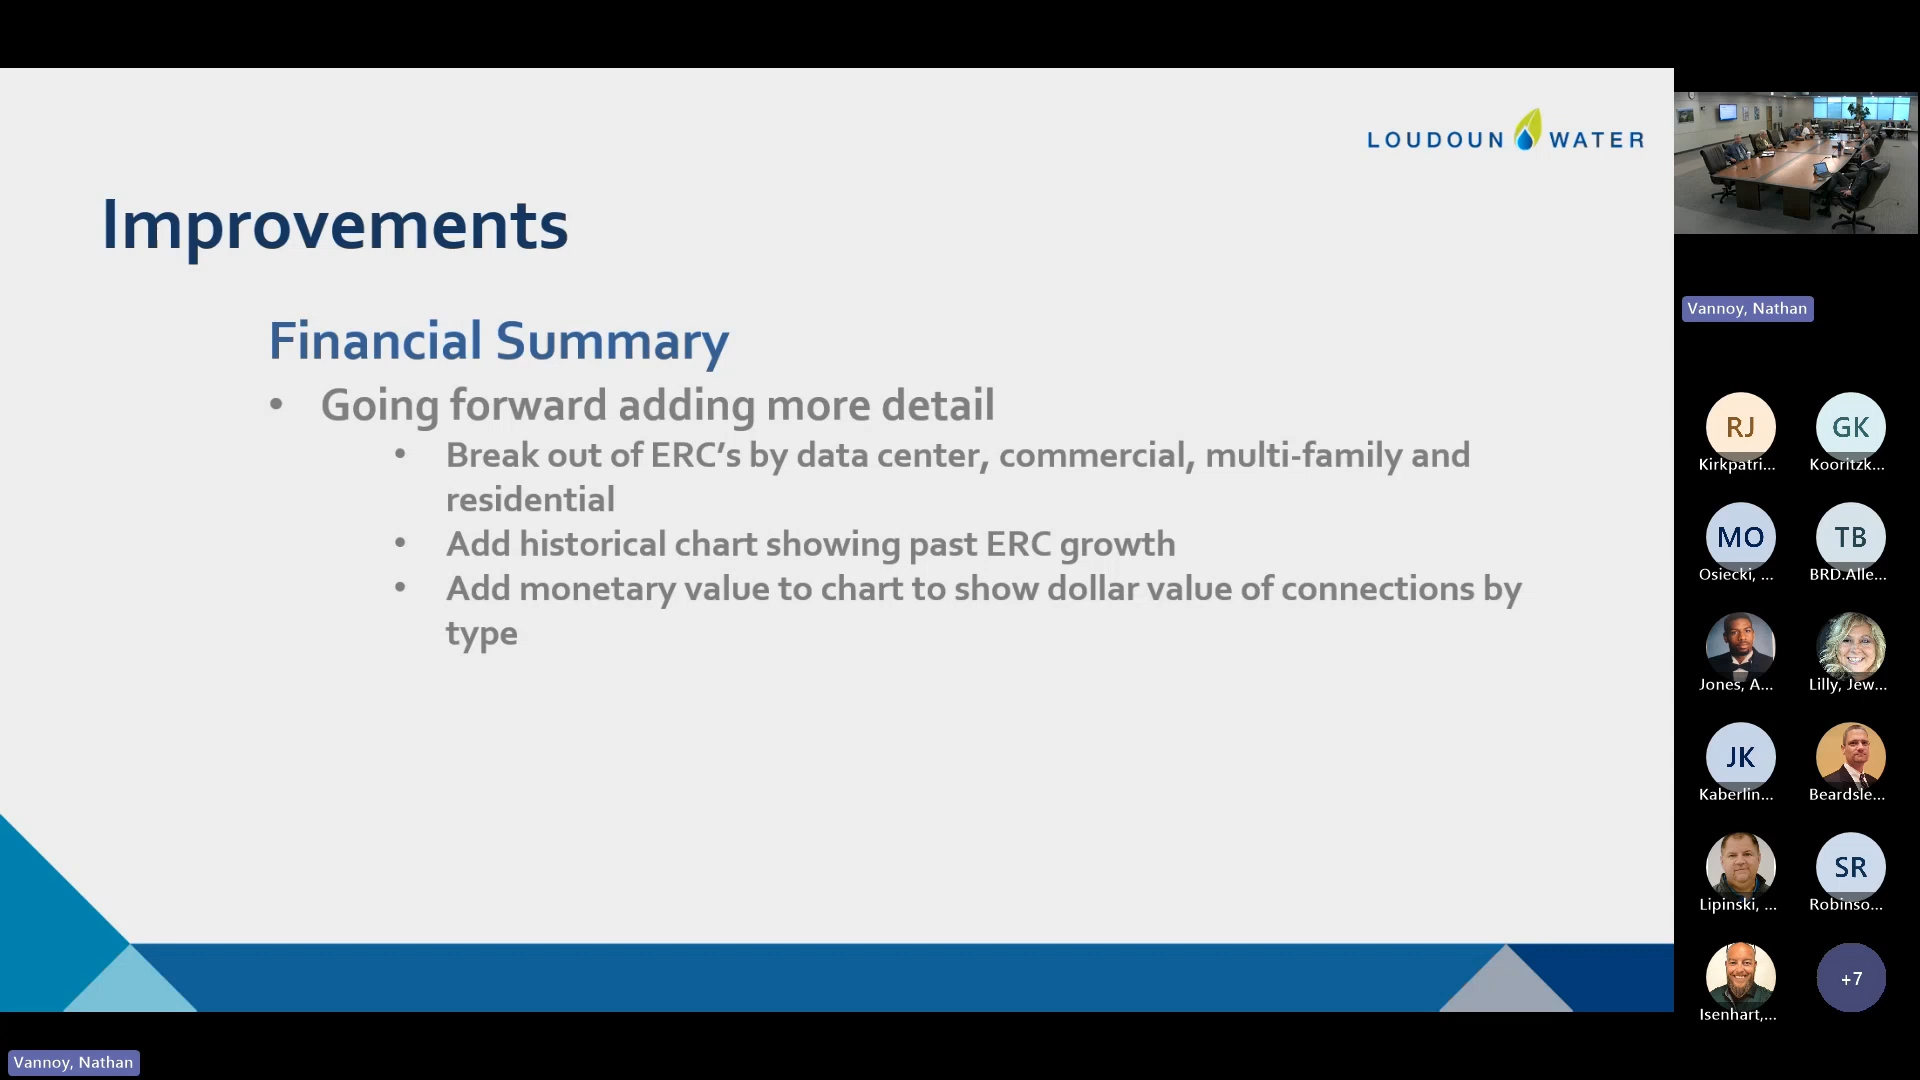 LOUDOUN WATER
Improvements
Financial Summary
• Going forward adding more detail
• Break out of ERC's by data center, commercial, multi-family and
residential
• Add historical chart showing past ERC growth
• Add monetary value to chart to show dollar value of connections by
type
Vannoy, Nathan
RJ
Kirkpatri...
GK
Kooritzk...
MO
Osiecki, ...
TB
BRD.Alle...
Jones, A...
Lilly, Jew...
JK
Kaberlin...
Beardsle...
Lipinski, ...
SR
Robinso...
Isenhart,...
+7
Vannoy, Nathan